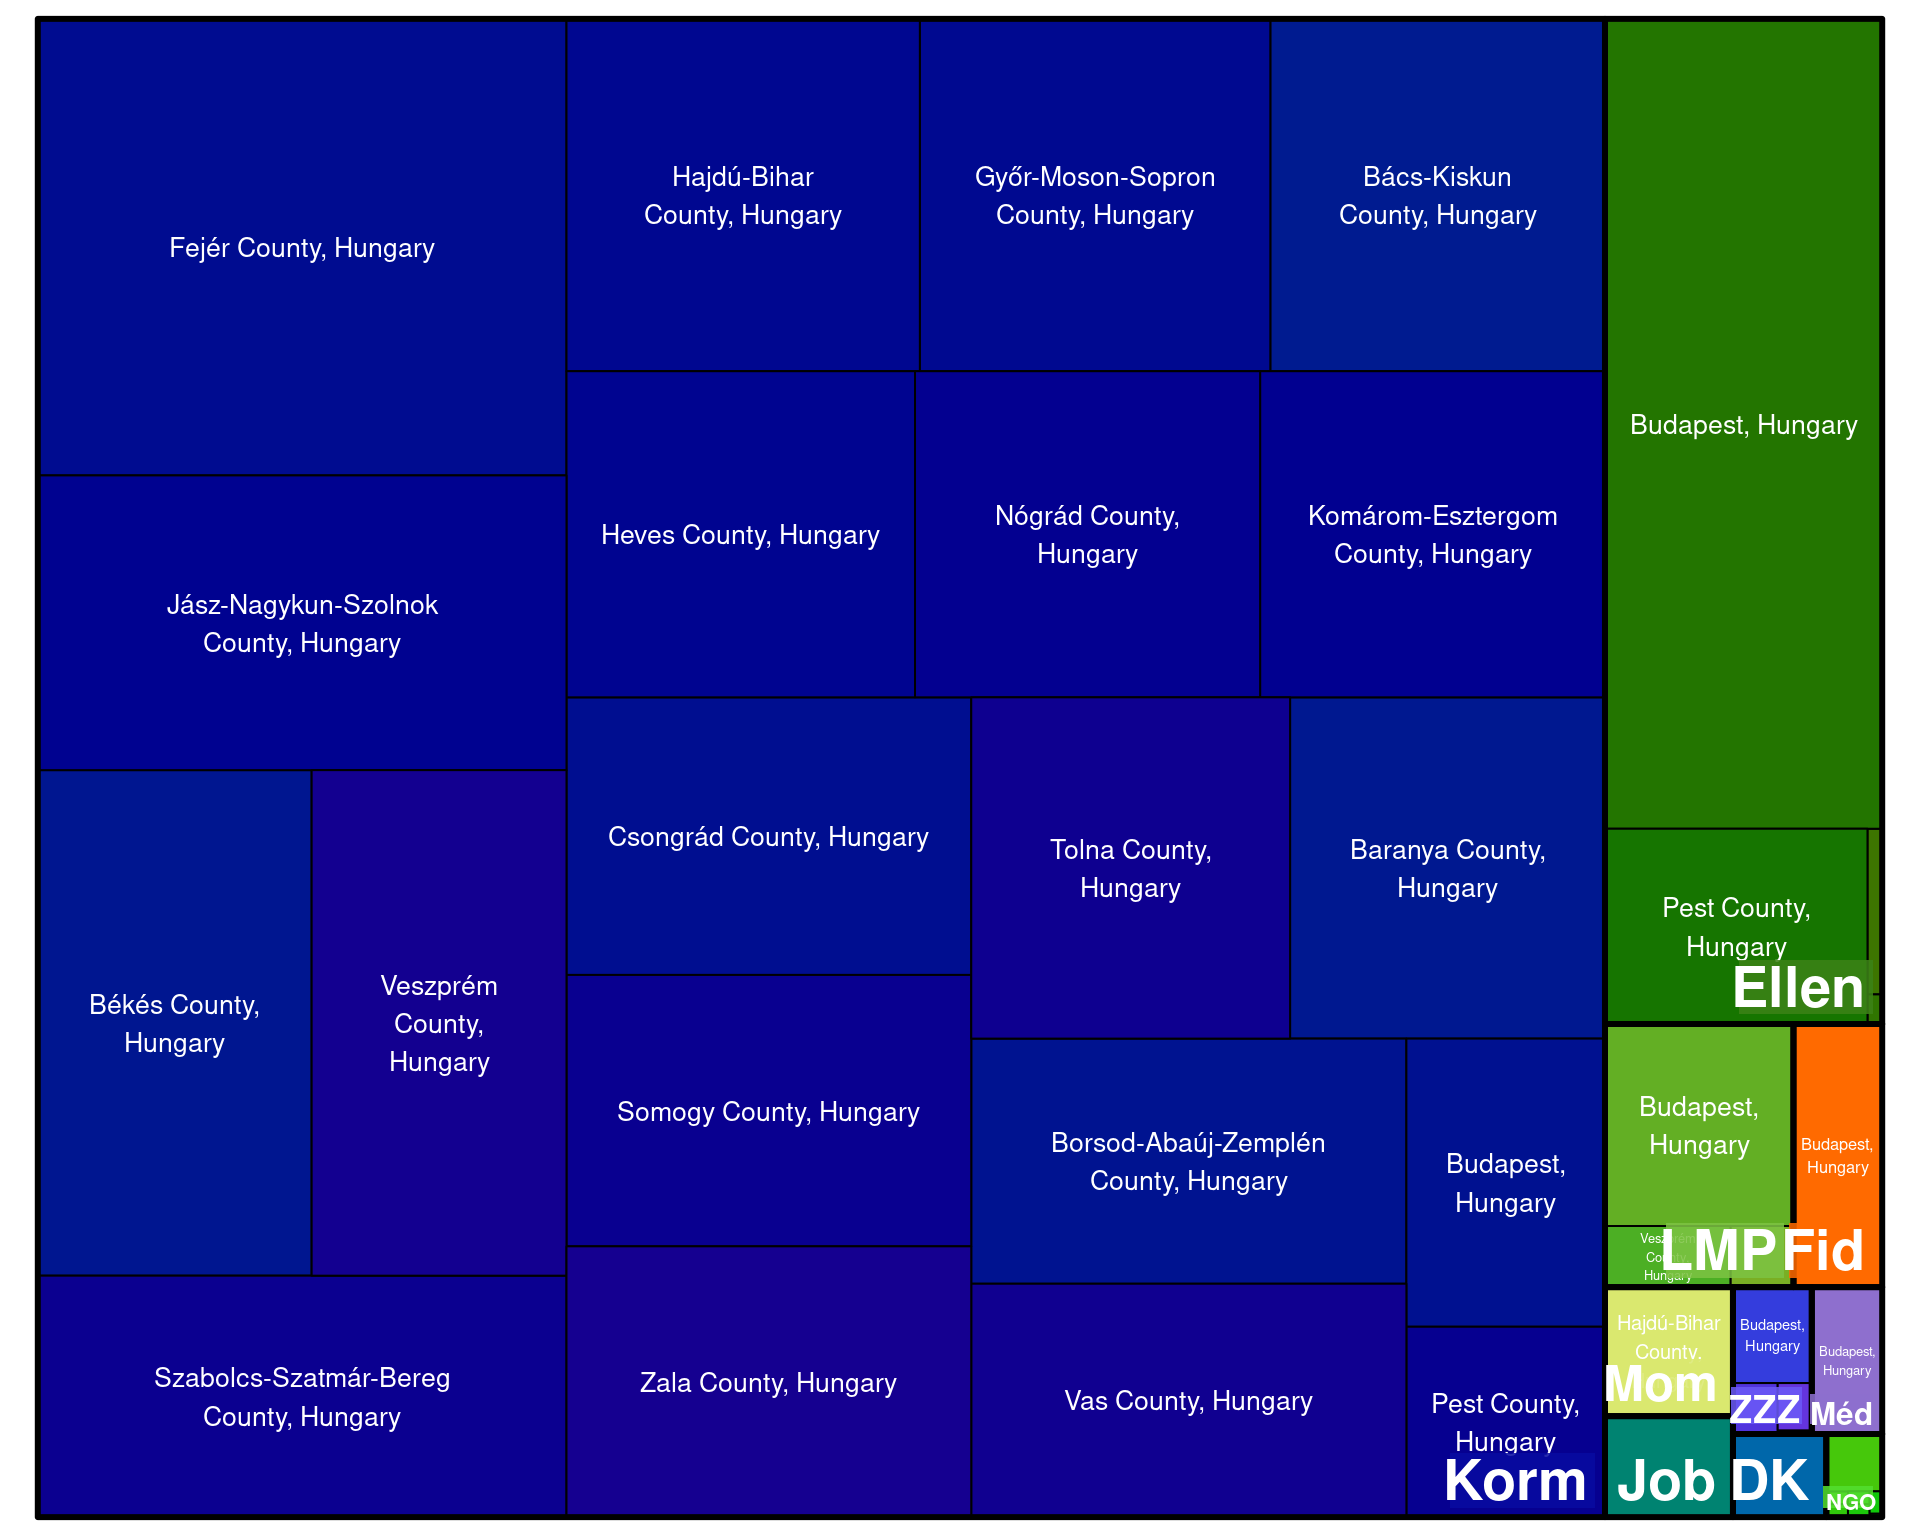 Fejér County, Hungary
Hajdú-Bihar
County, Hungary
Győr-Moson-Sopron
County, Hungary
Bács-Kiskun
County, Hungary
Budapest, Hungary
Heves County, Hungary
Nógrád County,
Hungary
Komárom-Esztergom
County, Hungary
Jász-Nagykun-Szolnok
County, Hungary
Csongrád County, Hungary
Tolna County,
Hungary
Baranya County,
Hungary
Pest County,
Hungary
Ellen
Békés County,
Hungary
Veszprém
County,
Hungary
Somogy County, Hungary
Borsod-Abaúj-Zemplén
County, Hungary
Budapest,
Hungary
Budapest,
Hungary
Budapest,
Hungary
Veszprém
County,
Hungary
LMP
Fid
Szabolcs-Szatmár-Bereg
County, Hungary
Zala County, Hungary
Vas County, Hungary
Pest County,
Hungary
Korm
Hajdú-Bihar
County,
Mom
Budapest,
Hungary
ZZZ
Budapest,
Hungary
Méd
Job
DK
NGO